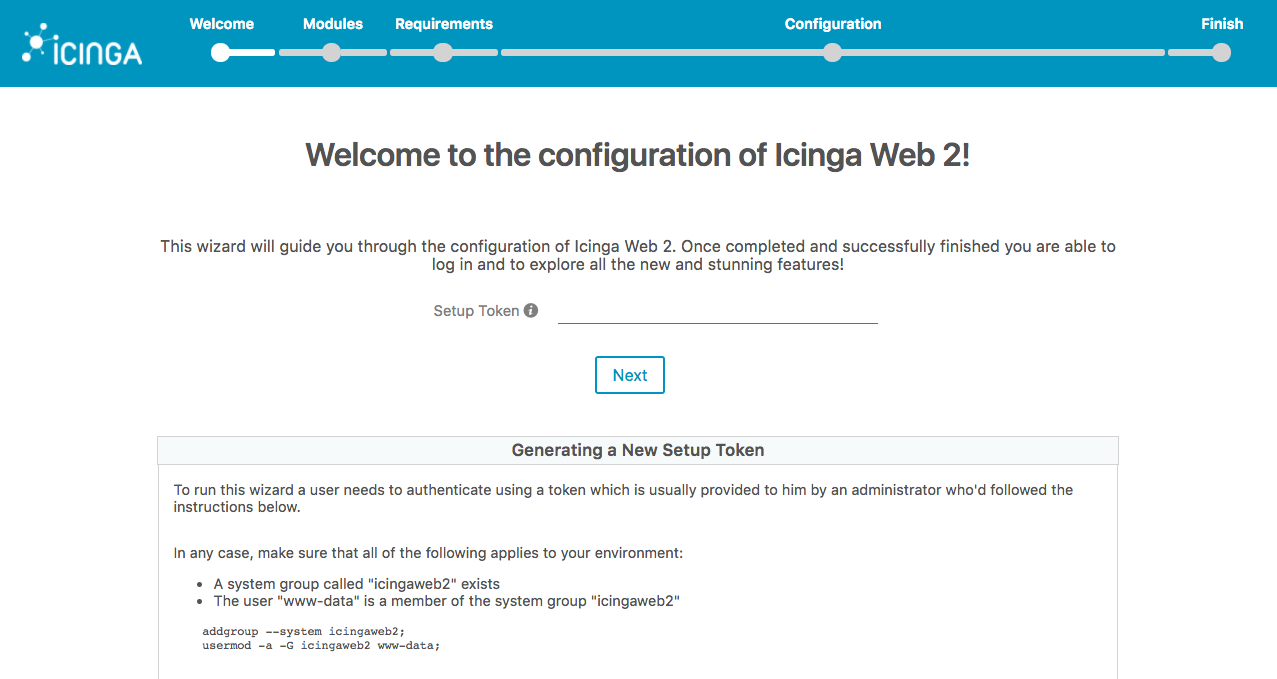 Welcome Modules Requirements Configuration Finish
ICINGA
Welcome to the configuration of Icinga Web 2!
This wizard will guide you through the configuration of Icinga Web 2. Once completed and successfully finished you are able to
log in and to explore all the new and stunning features!
Setup Token
Next
Generating a New Setup Token
To run this wizard a user needs to authenticate using a token which is usually provided to him by an administrator who'd followed the
instructions below.
In any case, make sure that all of the following applies to your environment:
• A system group called "icingaweb2" exists
• The user "www-data" is a member of the system group "icingaweb2"
addgroup --system icingaweb2;
usermod -a -G icingaweb2 www-data;